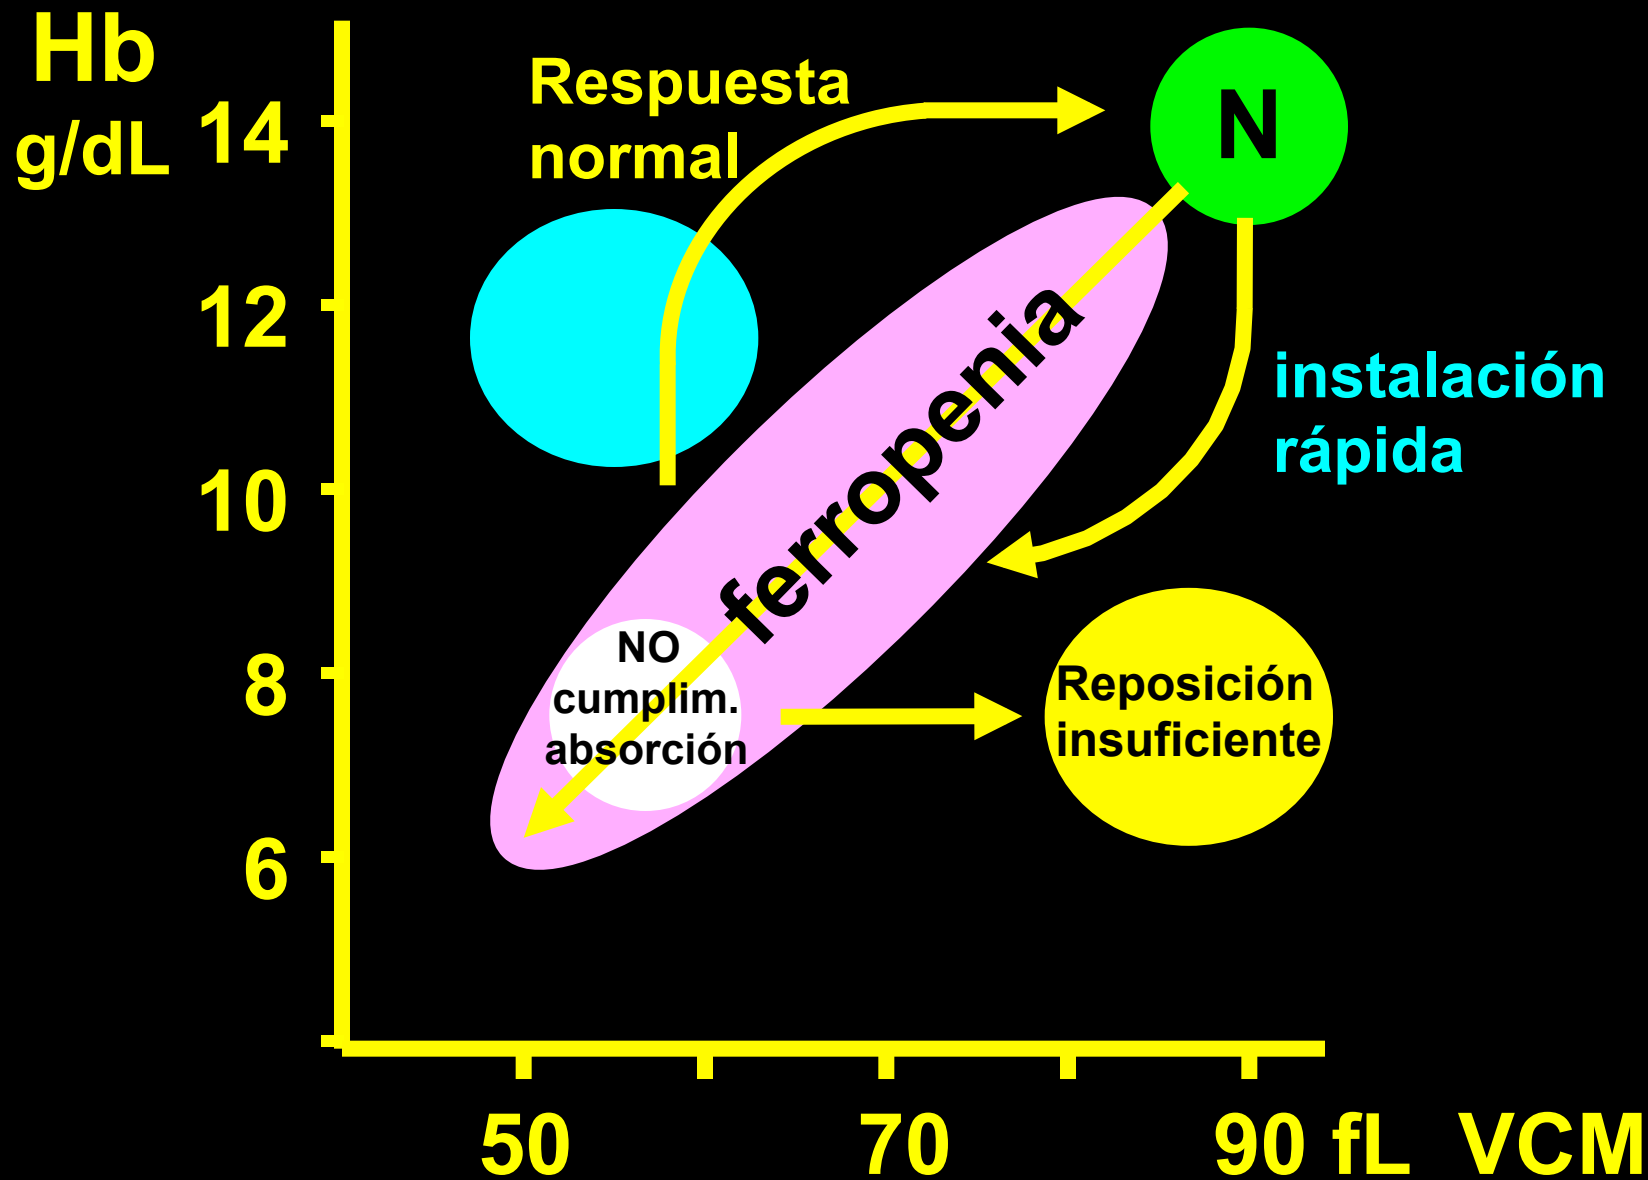 Hb
g/dL
14
12
10
8
6
Respuesta
normal
N
ferropenia
instalación
rápida
NO
cumplim.
absorción
Reposición
insuficiente
50 70 90 fL VCM